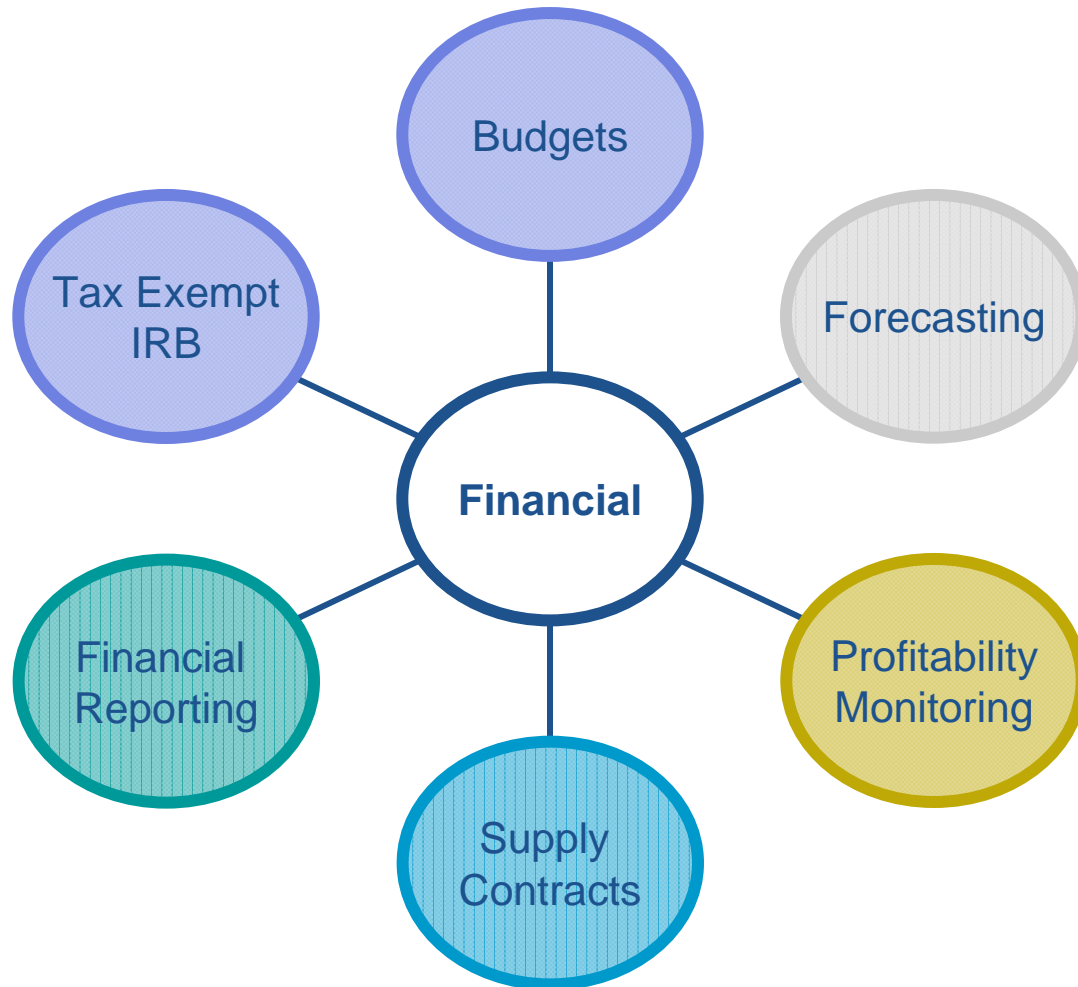 Budgets
Tax Exempt
IRB
Forecasting
Financial
Financial
Reporting
Profitability
Monitoring
Supply
Contracts